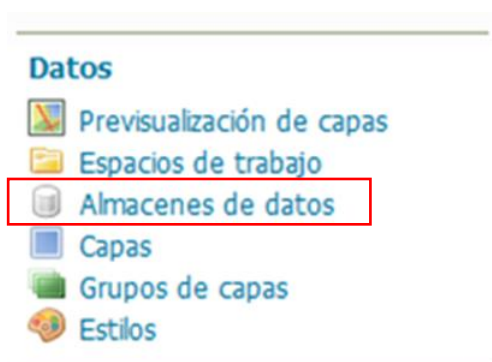 Datos
Previsualización de capas
Espacios de trabajo
Almacenes de datos
Capas
Grupos de capas
Estilos